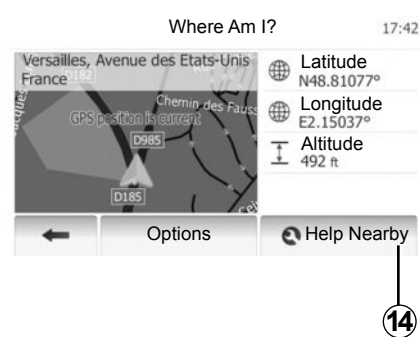 Where Am I?
17:42
Versailles, Avenue des Etats-Unis
France
D182
Chemin des Fauss
GPS position is current
D985
D185
Latitude
N48.81077°
Longitude
E2.15037°
Altitude
492 ft
Options
Help Nearby
14